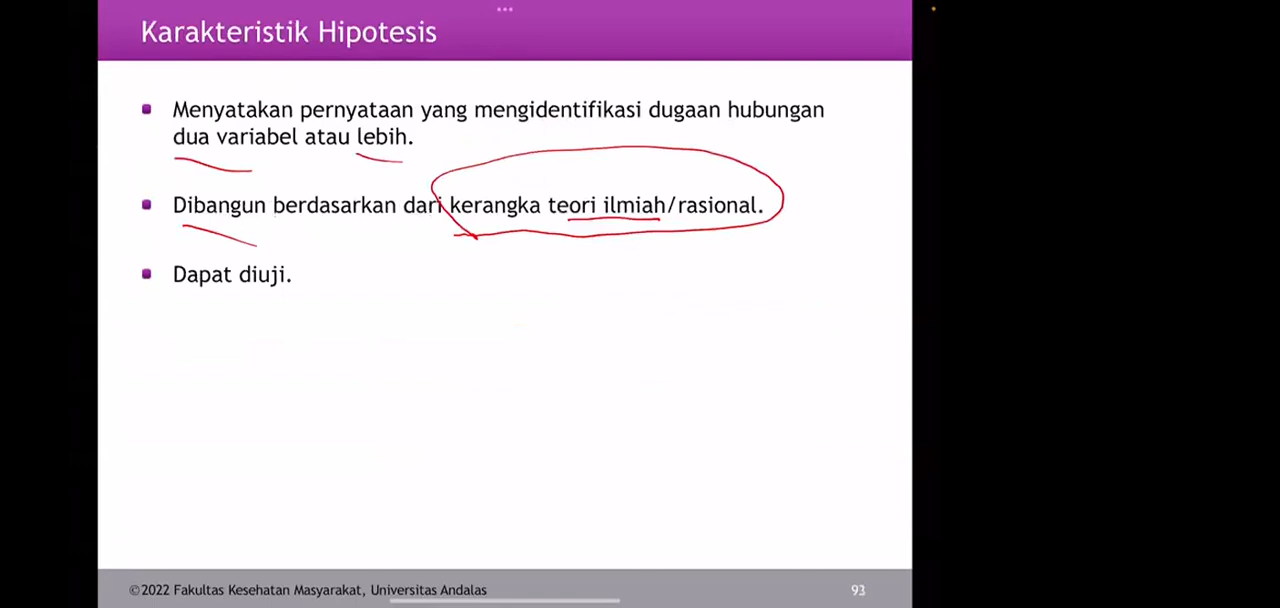 Karakteristik Hipotesis
Menyatakan pernyataan yang mengidentifikasi dugaan hubungan
dua variabel atau lebih.
Dibangun berdasarkan dari kerangka teori ilmiah/rasional.
Dapat diuji.
©2022 Fakultas Kesehatan Masyarakat, Universitas Andalas
93